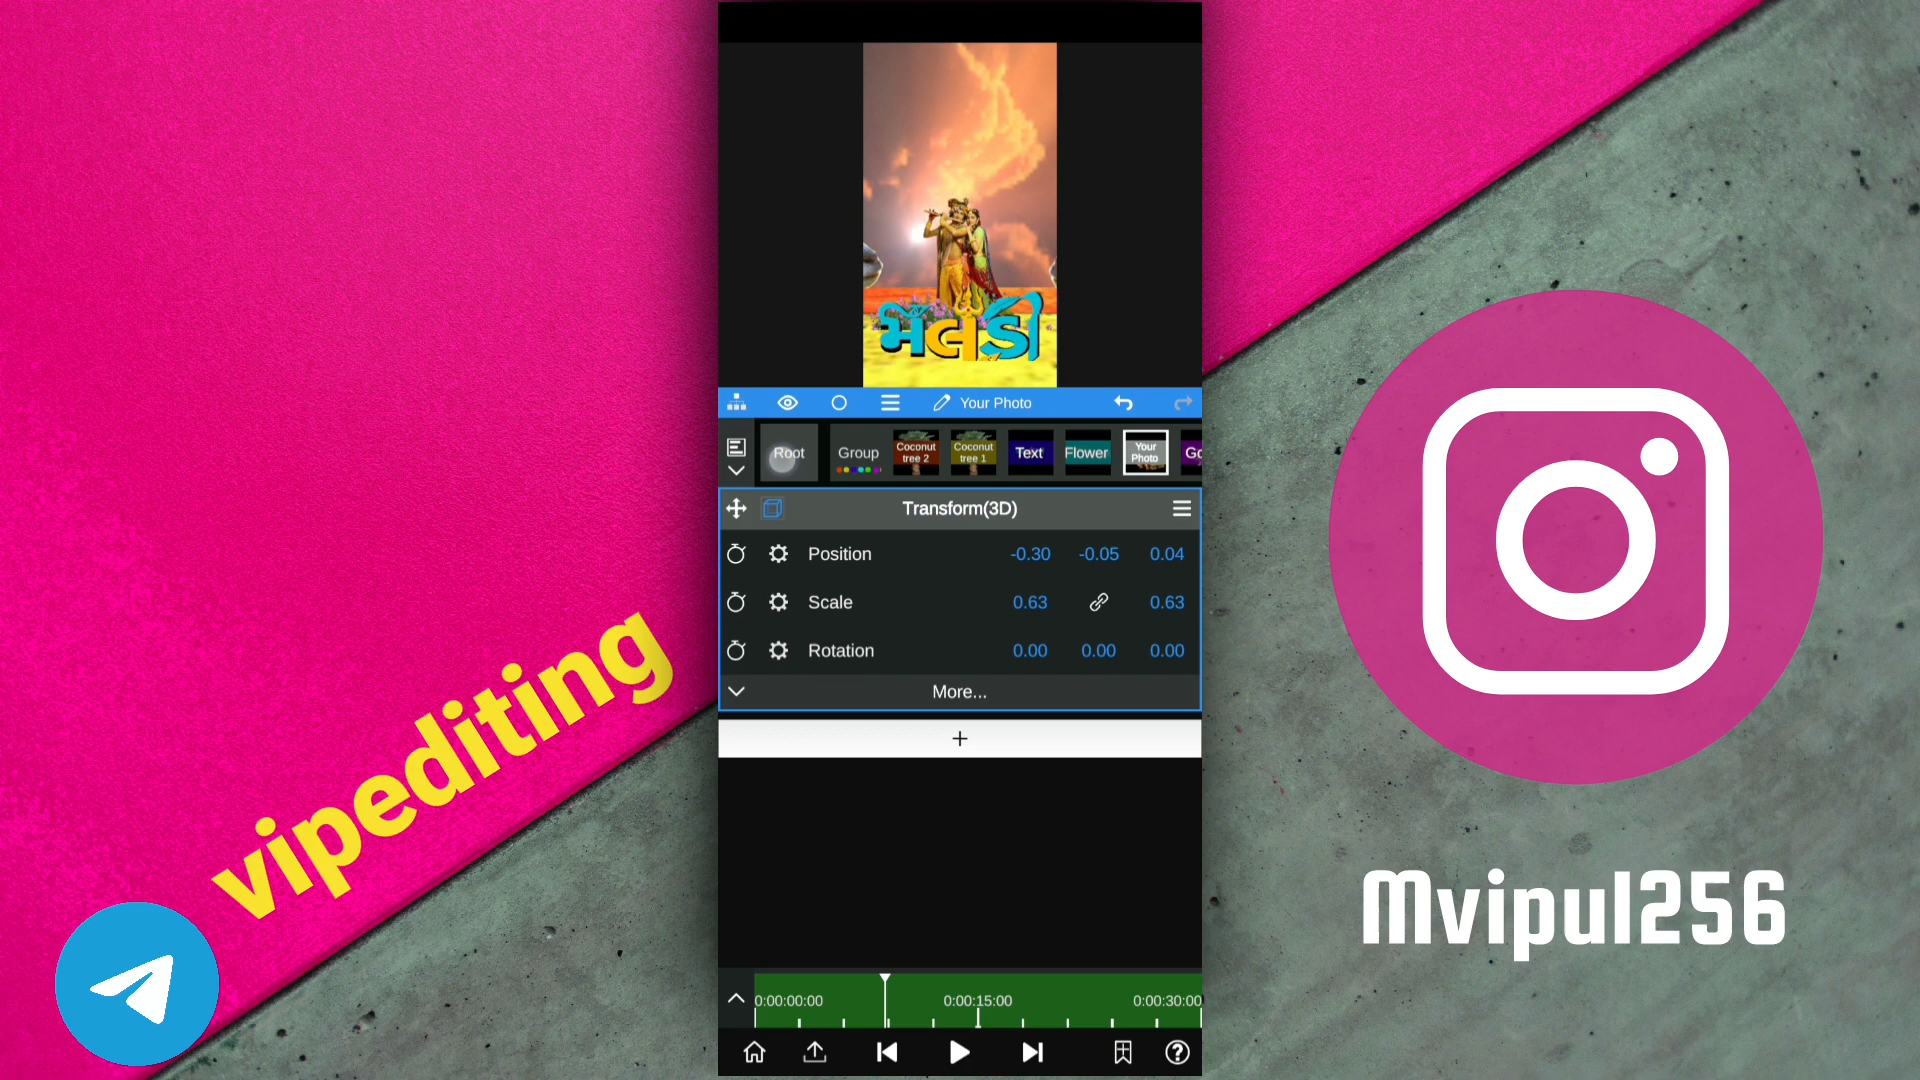 મેલડી
Your Photo
Root
Group
Coconut
tree 2
Coconut
tree 1
Text
Flower
Your
Photo
Go
Transform(3D)
Position -0.30 -0.05 0.04
Scale 0.63 0.63
Rotation 0.00 0.00 0.00
More...
+
0:00:00:00 0:00:15:00 0:00:30:00
vipediting
Mvipul256